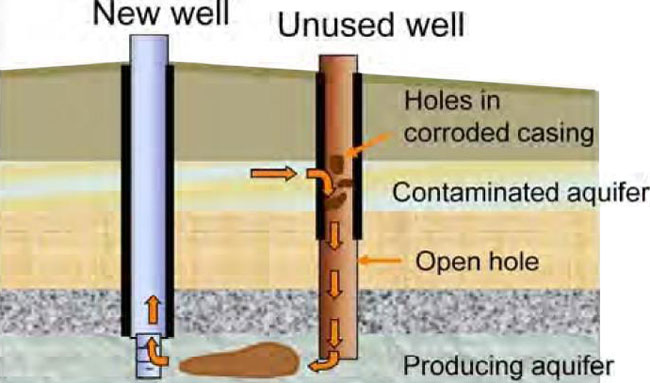 New well
Unused well
Holes in
corroded casing
Contaminated aquifer
Open hole
Producing aquifer